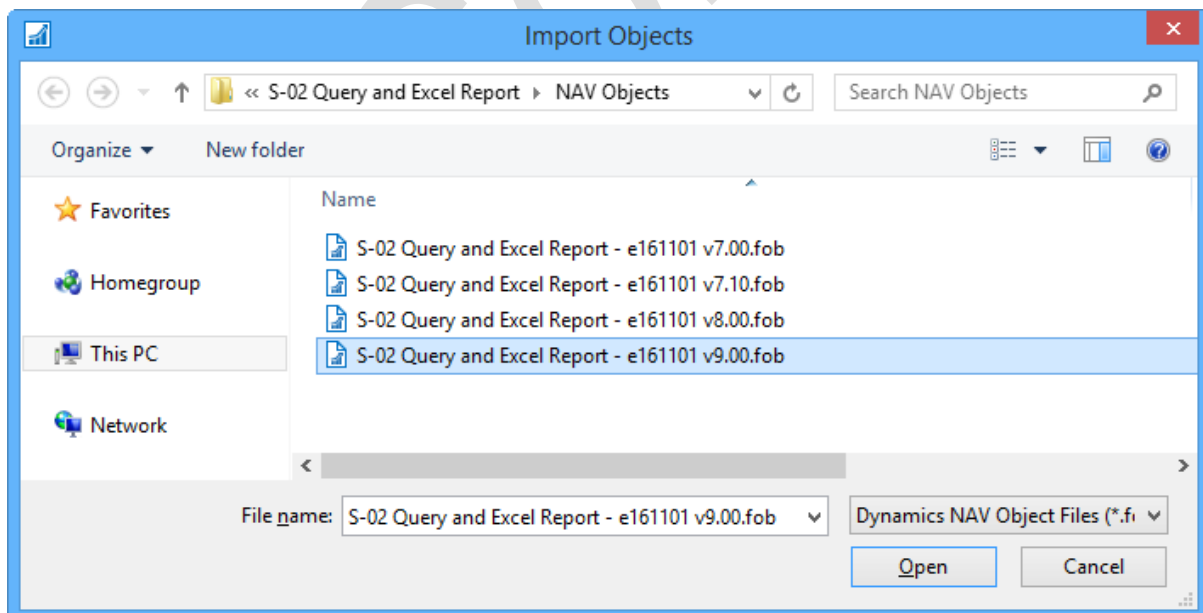 Import Objects
« S-02 Query and Excel Report ▸ NAV Objects
Search NAV Objects
Organize
New folder
Name
Favorites
Homegroup
This PC
Network
S-02 Query and Excel Report - e161101 v7.00.fob
S-02 Query and Excel Report - e161101 v7.10.fob
S-02 Query and Excel Report - e161101 v8.00.fob
S-02 Query and Excel Report - e161101 v9.00.fob
File name: S-02 Query and Excel Report - e161101 v9.00.fob
Dynamics NAV Object Files (*.f
Open
Cancel